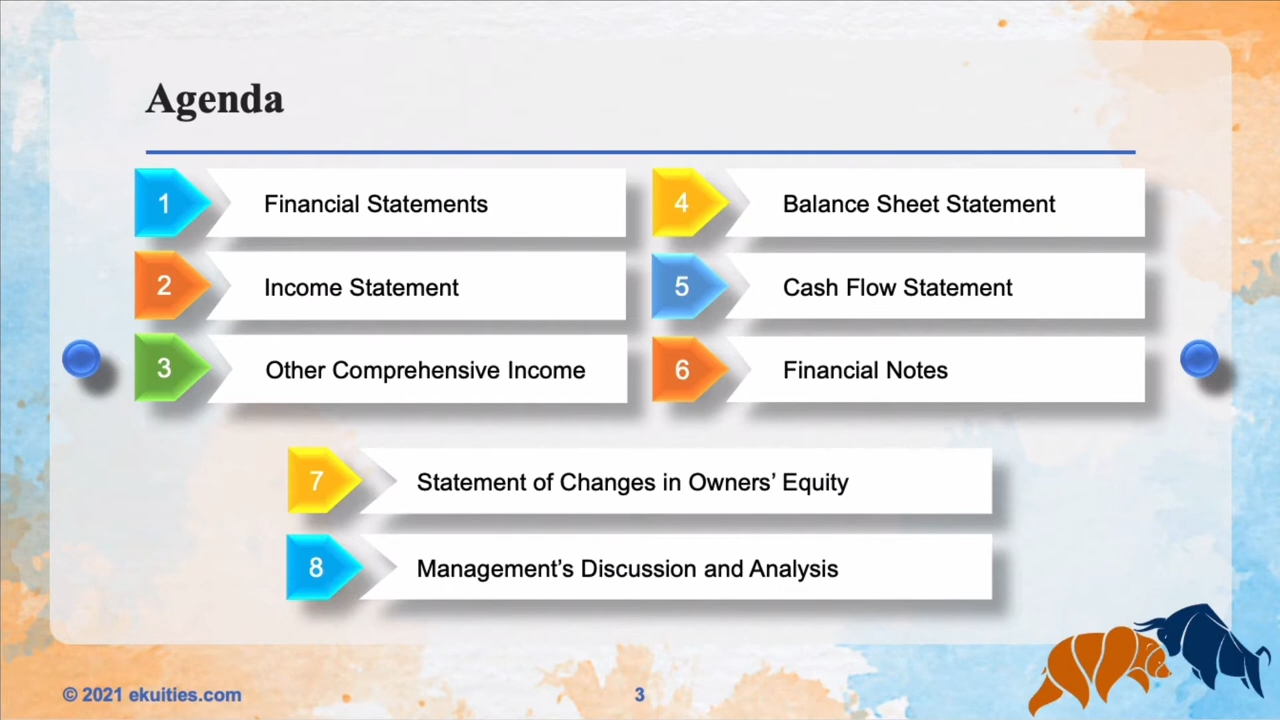 Agenda
1 Financial Statements
2 Income Statement
3 Other Comprehensive Income
4 Balance Sheet Statement
5 Cash Flow Statement
6 Financial Notes
7 Statement of Changes in Owners’ Equity
8 Management’s Discussion and Analysis
© 2021 ekuities.com
3